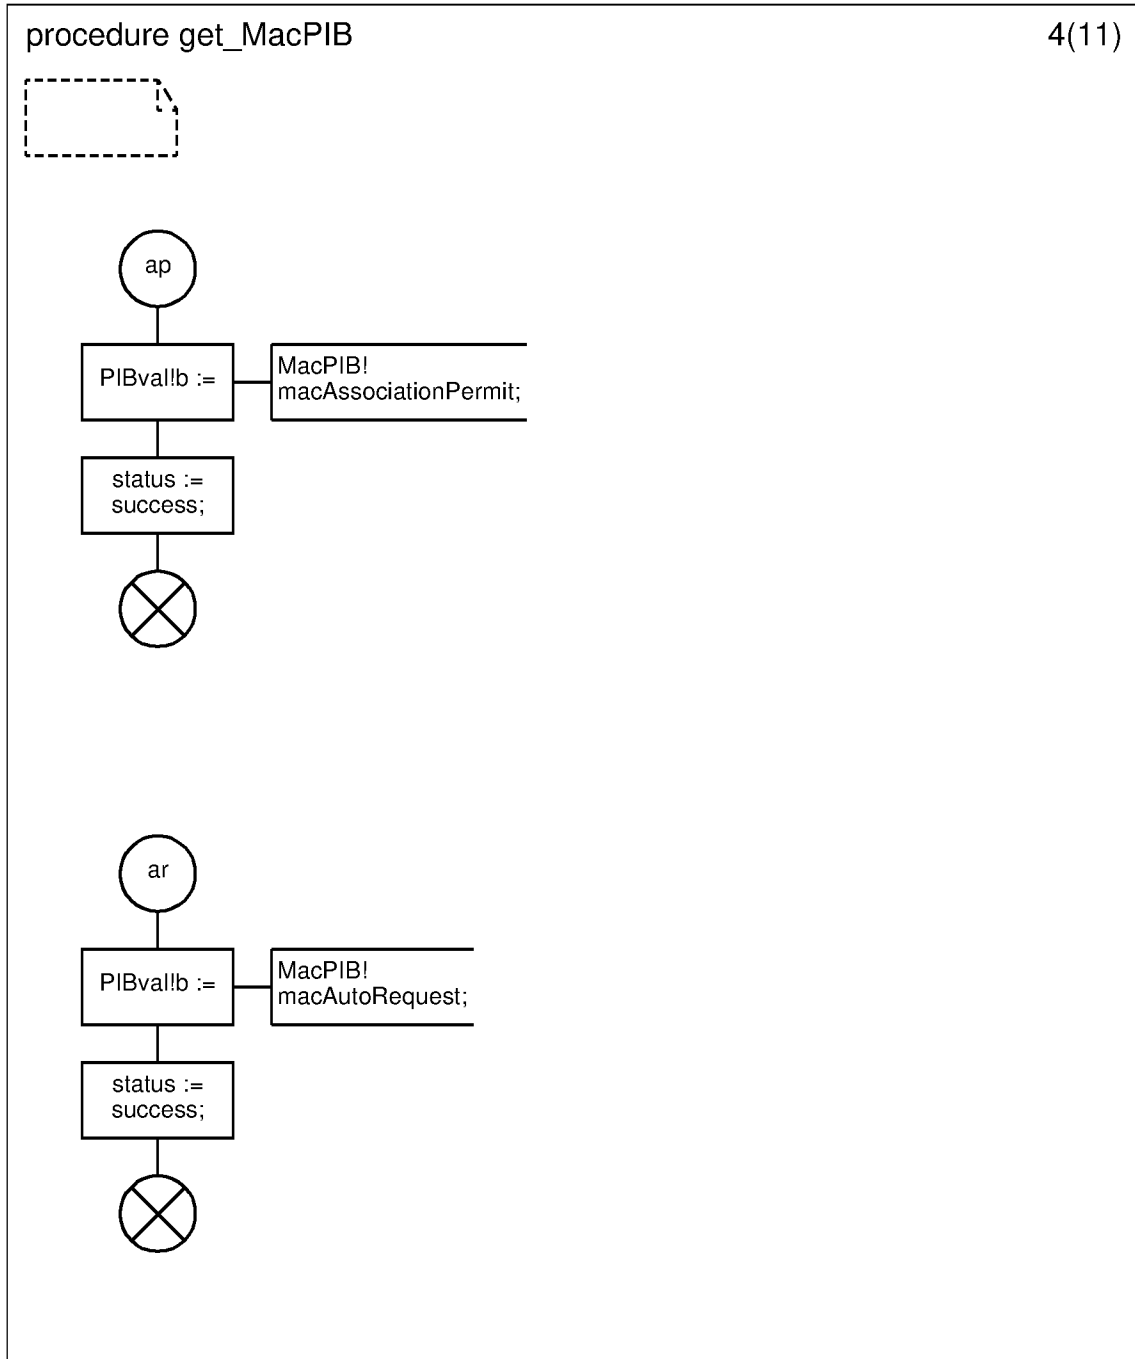 procedure get_MacPIB
4(11)
ap
PIBval!b :=
MacPIB!
macAssociationPermit;
status :=
success;
ar
PIBval!b :=
MacPIB!
macAutoRequest;
status :=
success;